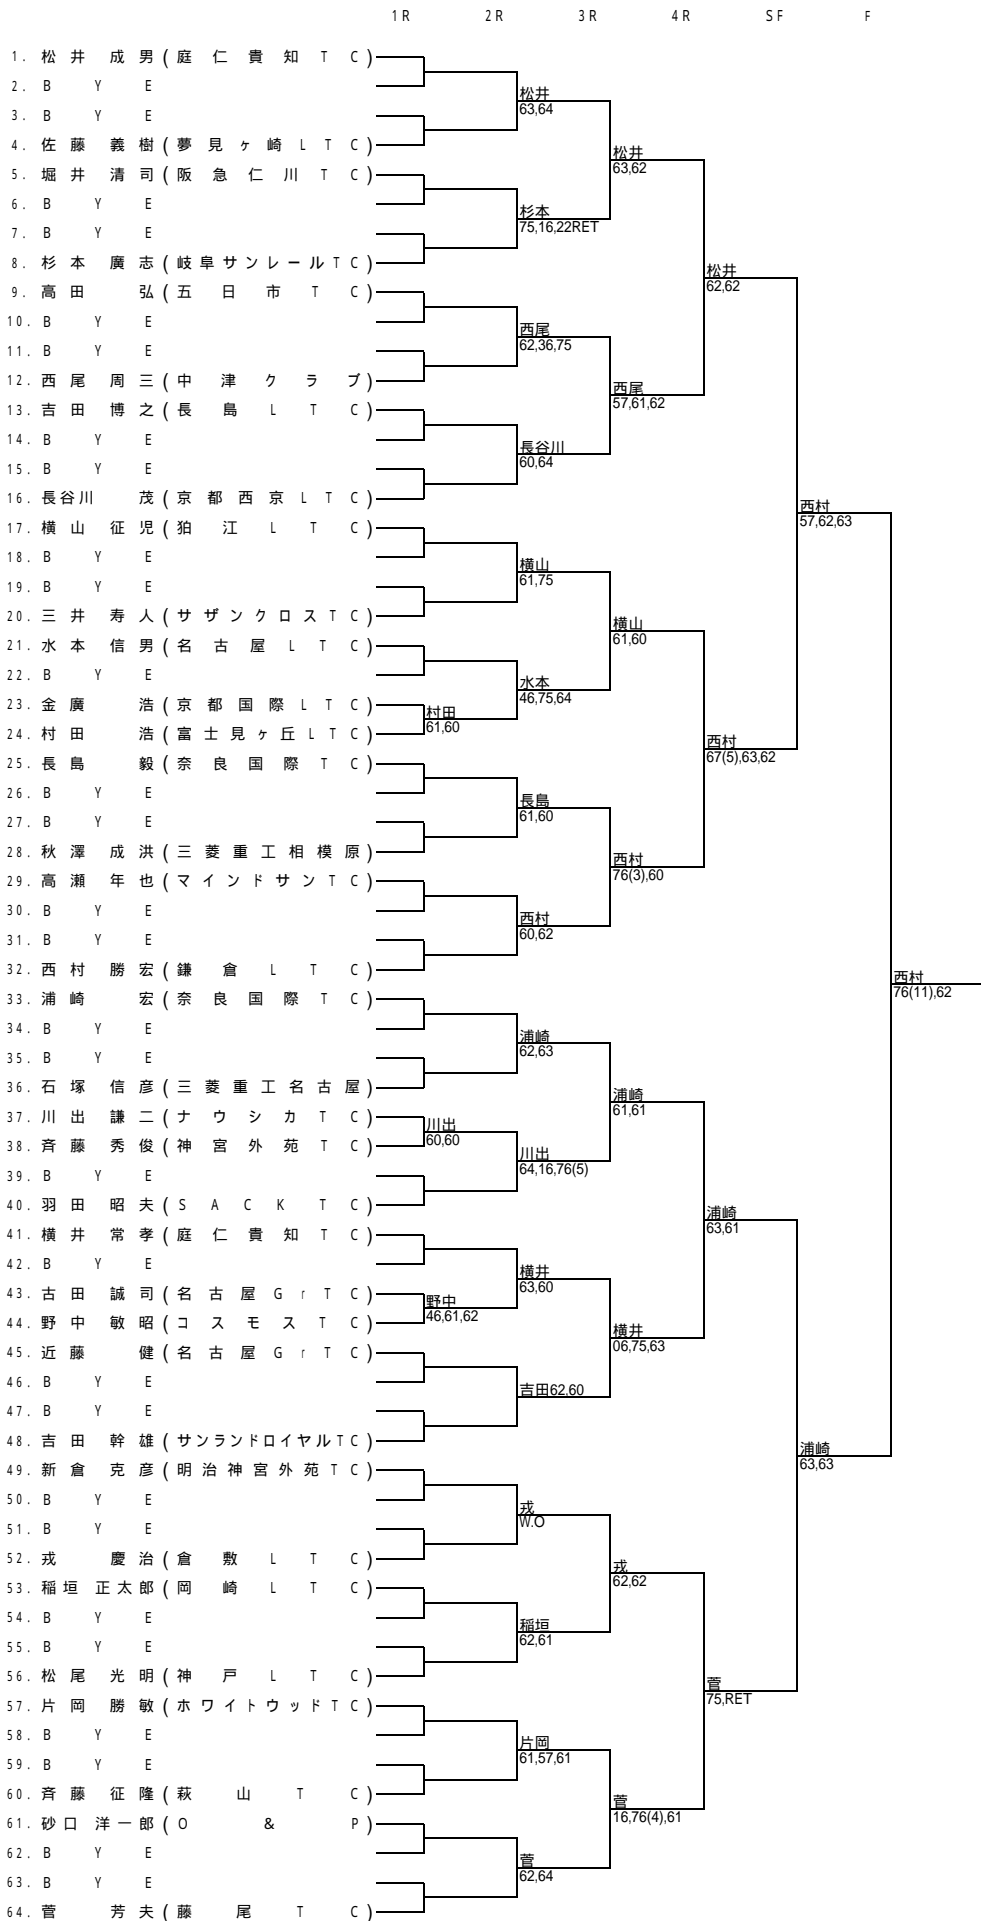 1R 2R 3R 4R SF F
1. 松井 成男 (庭仁貴知TC)
2. BYE
松井
63,64
3. BYE
4. 佐藤 義樹 (夢見ヶ崎LTC)
松井
63,62
5. 堀井 清司 (阪急仁川TC)
6. BYE
杉本
75,16,22RET
7. BYE
8. 杉本 廣志 (岐阜サンレールTC)
松井
62,62
9. 高田 弘 (五日市TC)
10. BYE
西尾
62,36,75
11. BYE
12. 西尾 周三 (中津クラブ)
西尾
57,61,62
13. 吉田 博之 (長島LTC)
14. BYE
長谷川
60,64
15. BYE
16. 長谷川 茂 (京都西京LTC)
西村
57,62,63
17. 横山 征児 (狛江LTC)
18. BYE
横山
61,75
19. BYE
20. 三井 寿人 (サザンクロスTC)
横山
61,60
21. 水本 信男 (名古屋LTC)
22. BYE
水本
46,75,64
23. 金廣 浩 (京都国際LTC)
村田
61,60
24. 村田 浩 (富士見ヶ丘LTC)
西村
67(5),63,62
25. 長島 毅 (奈良国際TC)
26. BYE
長島
61,60
27. BYE
28. 秋澤 成洪 (三菱重工相模原)
西村
76(3),60
29. 高瀬 年也 (マインドサンTC)
30. BYE
西村
60,62
31. BYE
32. 西村 勝宏 (鎌倉LTC)
西村
76(11),62
33. 浦崎 宏 (奈良国際TC)
34. BYE
浦崎
62,63
35. BYE
36. 石塚 信彦 (三菱重工名古屋)
浦崎
61,61
37. 川出 謙二 (ナウシカTC)
川出
60,60
38. 斉藤 秀俊 (神宮外苑TC)
川出
64,16,76(5)
39. BYE
40. 羽田 昭夫 (SACKTC)
浦崎
63,61
41. 横井 常孝 (庭仁貴知TC)
42. BYE
横井
63,60
43. 古田 誠司 (名古屋GrTC)
野中
46,61,62
44. 野中 敏昭 (コスモスTC)
横井
06,75,63
45. 近藤 健 (名古屋GrTC)
46. BYE
吉田62,60
47. BYE
48. 吉田 幹雄 (サンランドロイヤルTC)
浦崎
63,63
49. 新倉 克彦 (明治神宮外苑TC)
50. BYE
戎
W.O
51. BYE
52. 戎 慶治 (倉敷LTC)
戎
62,62
53. 稲垣 正太郎 (岡崎LTC)
54. BYE
稲垣
62,61
55. BYE
56. 松尾 光明 (神戸LTC)
菅
75,RET
57. 片岡 勝敏 (ホワイトウッドTC)
58. BYE
片岡
61,57,61
59. BYE
60. 斉藤 征隆 (萩山TC)
菅
16,76(4),61
61. 砂口 洋一郎 (O&P)
62. BYE
菅
62,64
63. BYE
64. 菅 芳夫 (藤尾TC)